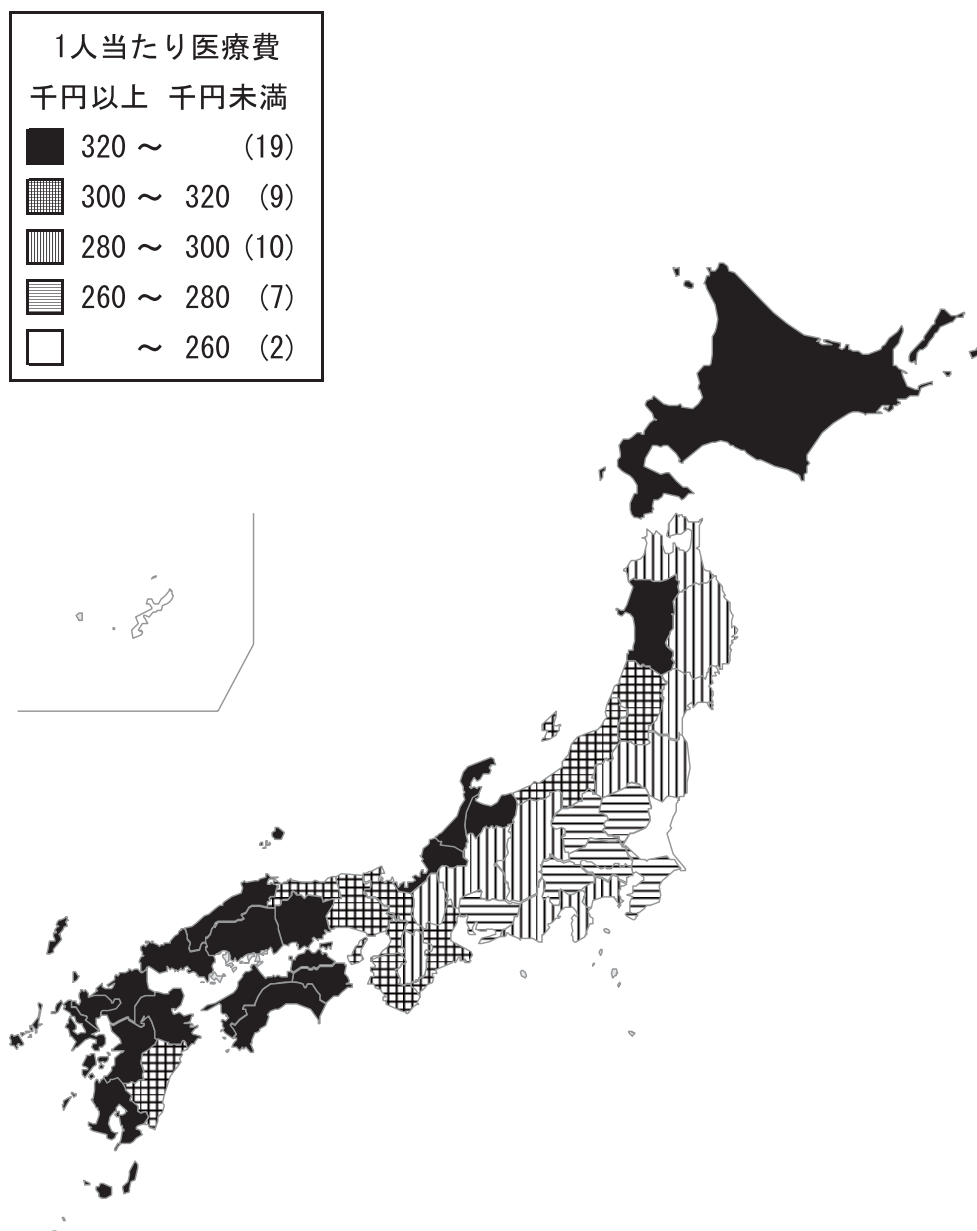 1人当たり医療費
千円以上 千円未満
320 ～ (19)
300 ～ 320 (9)
280 ～ 300 (10)
260 ～ 280 (7)
～ 260 (2)